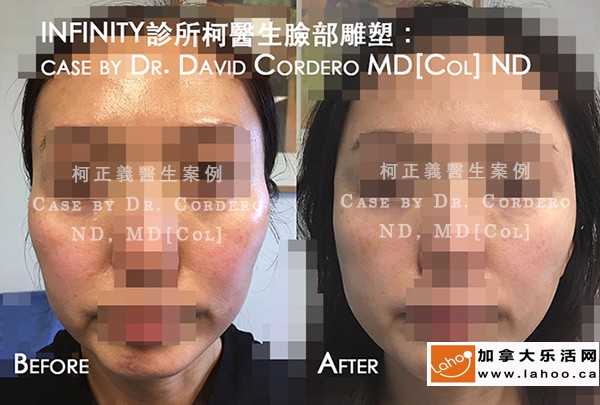 INFINITY診所柯醫生臉部雕塑：
CASE BY DR. DAVID CORDERO MD[COL] ND
柯正義醫生案例
CASE BY DR. CORDERO
ND, MD[COL]
柯正義醫生案例
CASE BY DR. CORDERO
ND, MD[COL]
BEFORE
AFTER
Lahoo
加拿大乐活网
www.lahoo.ca